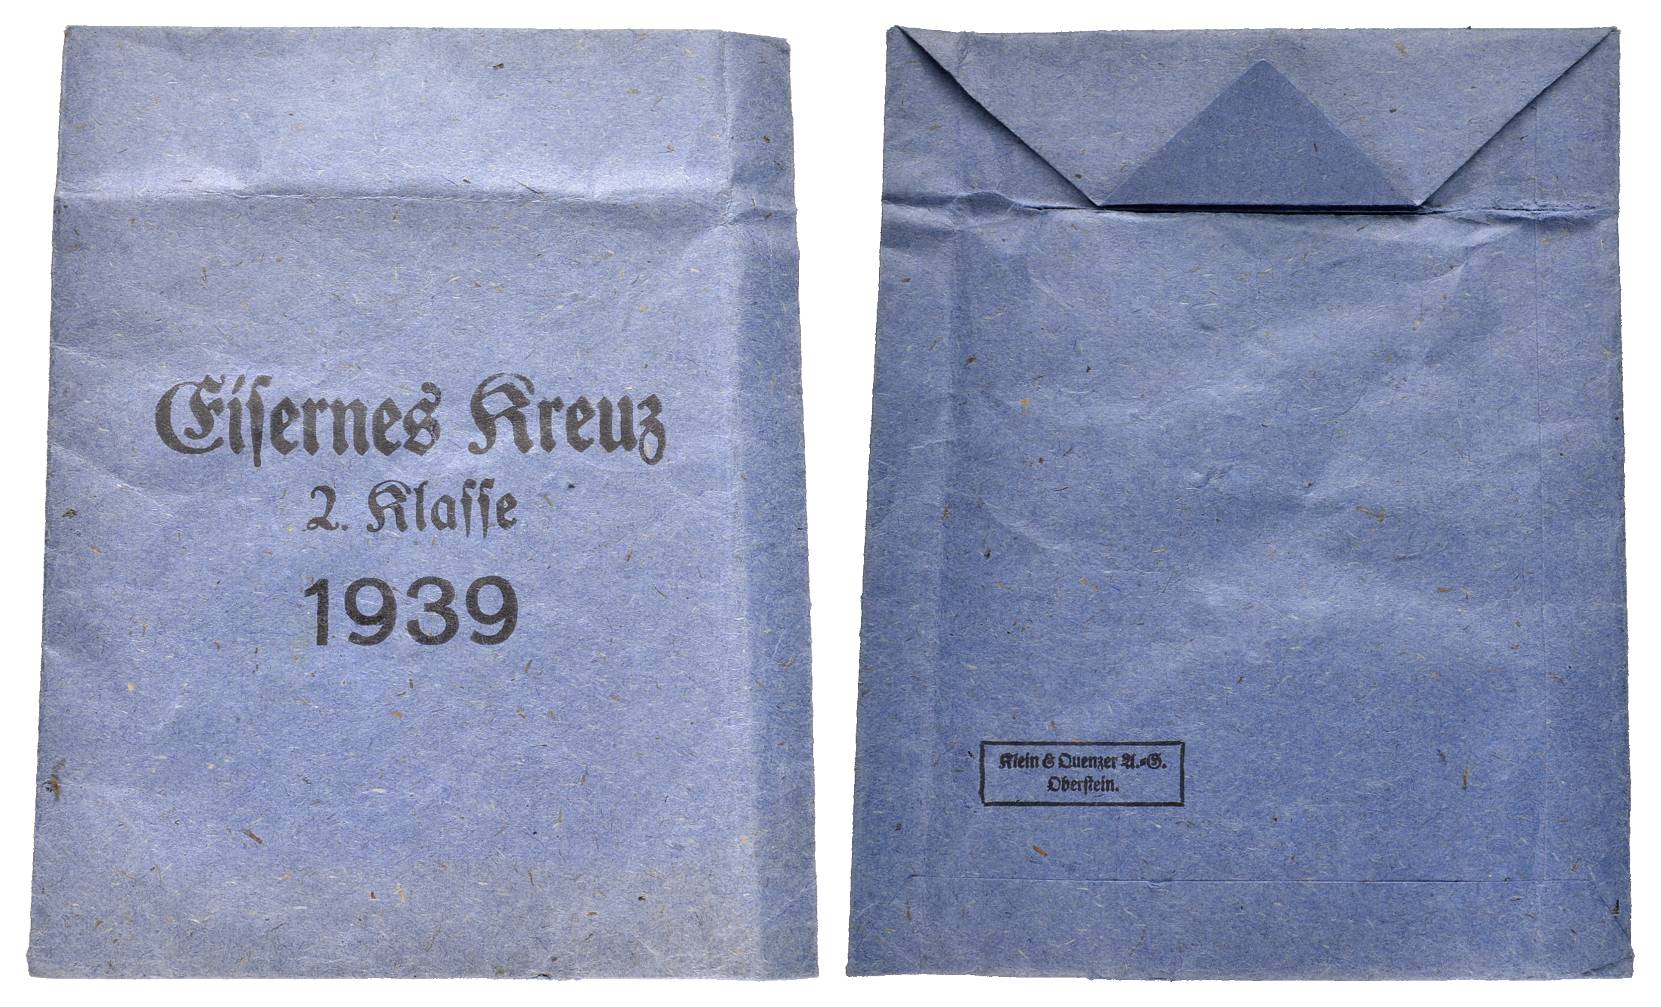 Eiſernes Kreuz
2. Klaſſe
1939
Klein & Quenzer A.-G.
Oberſtein.